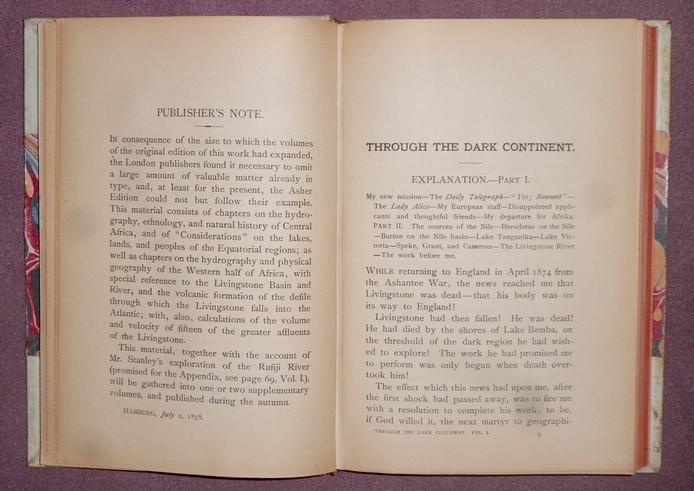 PUBLISHER'S NOTE.
IN consequence of the size to which the volumes
of the original edition of this work had expanded,
the London publishers found it necessary to omit
a large amount of valuable matter already in
type, and, at least for the present, the Asher
Edition could not but follow their example.
This material consists of chapters on the hydro-
graphy, ethnology, and natural history of Central
Africa, and of "Considerations" on the lakes,
lands, and peoples of the Equatorial regions; as
well as chapters on the hydrography and physical
geography of the Western half of Africa, with
special reference to the Livingstone Basin and
River, and the volcanic formation of the defile
through which the Livingstone falls into the
Atlantic; with, also, calculations of the volume
and velocity of fifteen of the greater affluents
of the Livingstone.
This material, together with the account of
Mr. Stanley's exploration of the Rufiji River
(promised for the Appendix, see page 69, Vol. I.),
will be gathered into one or two supplementary
volumes, and published during the autumn.
HAMBURG, July 2, 1878.
THROUGH THE DARK CONTINENT.
EXPLANATION.—PART I.
My new mission—The Daily Telegraph—"Yes; Bennett"—
The Lady Alice—My European staff—Disappointed appli-
cants and thoughtful friends—My departure for Afrika.
PART II. The sources of the Nile—Herodotus on the Nile
—Burton on the Nile basin—Lake Tanganika—Lake Vic-
toria—Speke, Grant, and Cameron—The Livingstone River
—The work before me.
WHILE returning to England in April 1874 from
the Ashantee War, the news reached me that
Livingstone was dead—that his body was on
its way to England!
Livingstone had then fallen! He was dead!
He had died by the shores of Lake Bemba, on
the threshold of the dark region he had wish-
ed to explore! The work he had promised me
to perform was only begun when death over-
took him!
The effect which this news had upon me, after
the first shock had passed away, was to fire me
with a resolution to complete his work, to be,
if God willed it, the next martyr to geographi-
THROUGH THE DARK CONTINENT. VOL. I.